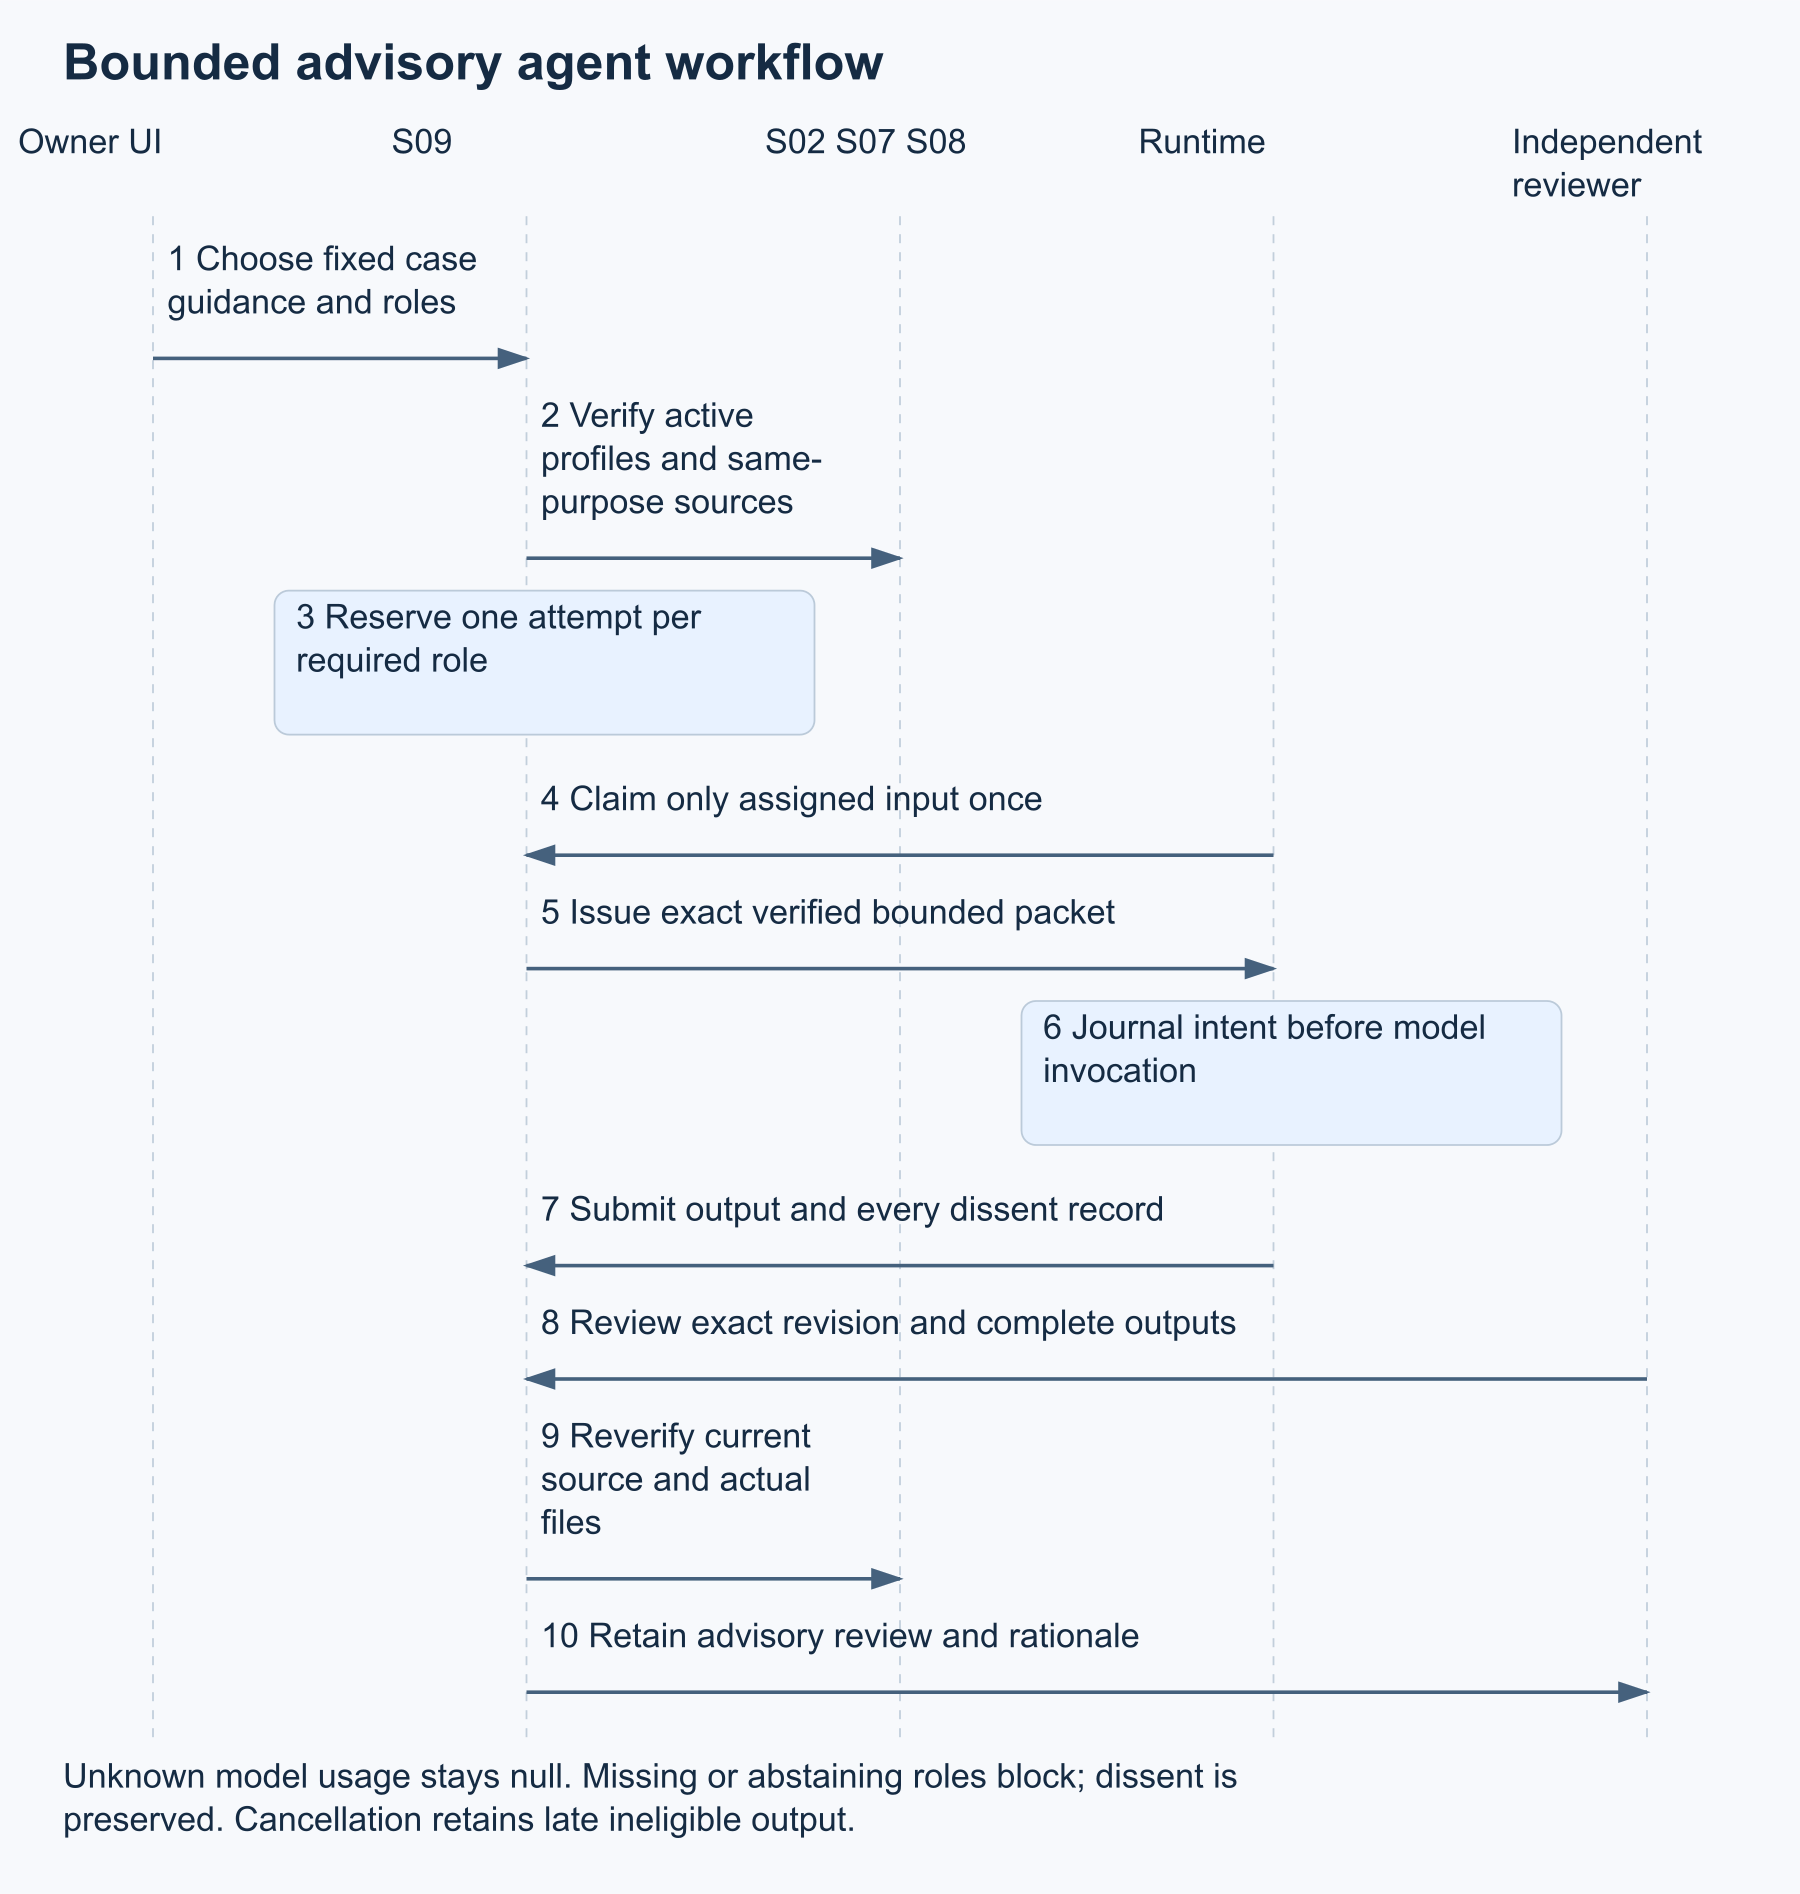 Bounded advisory agent workflow
Owner UI
S09
S02 S07 S08
Runtime
Independent
reviewer
1 Choose fixed case
guidance and roles
2 Verify active
profiles and same-
purpose sources
3 Reserve one attempt per
required role
4 Claim only assigned input once
5 Issue exact verified bounded packet
6 Journal intent before model
invocation
7 Submit output and every dissent record
8 Review exact revision and complete outputs
9 Reverify current
source and actual
files
10 Retain advisory review and rationale
Unknown model usage stays null. Missing or abstaining roles block; dissent is
preserved. Cancellation retains late ineligible output.